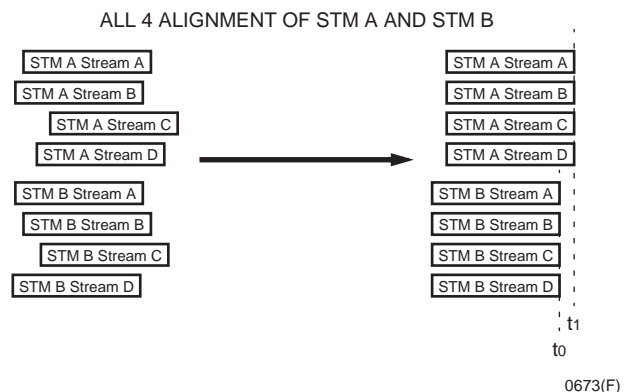 ALL 4 ALIGNMENT OF STM A AND STM B
STM A Stream A
STM A Stream B
STM A Stream C
STM A Stream D
STM B Stream A
STM B Stream B
STM B Stream C
STM B Stream D
STM A Stream A
STM A Stream B
STM A Stream C
STM A Stream D
STM B Stream A
STM B Stream B
STM B Stream C
STM B Stream D
t1
t0
0673(F)